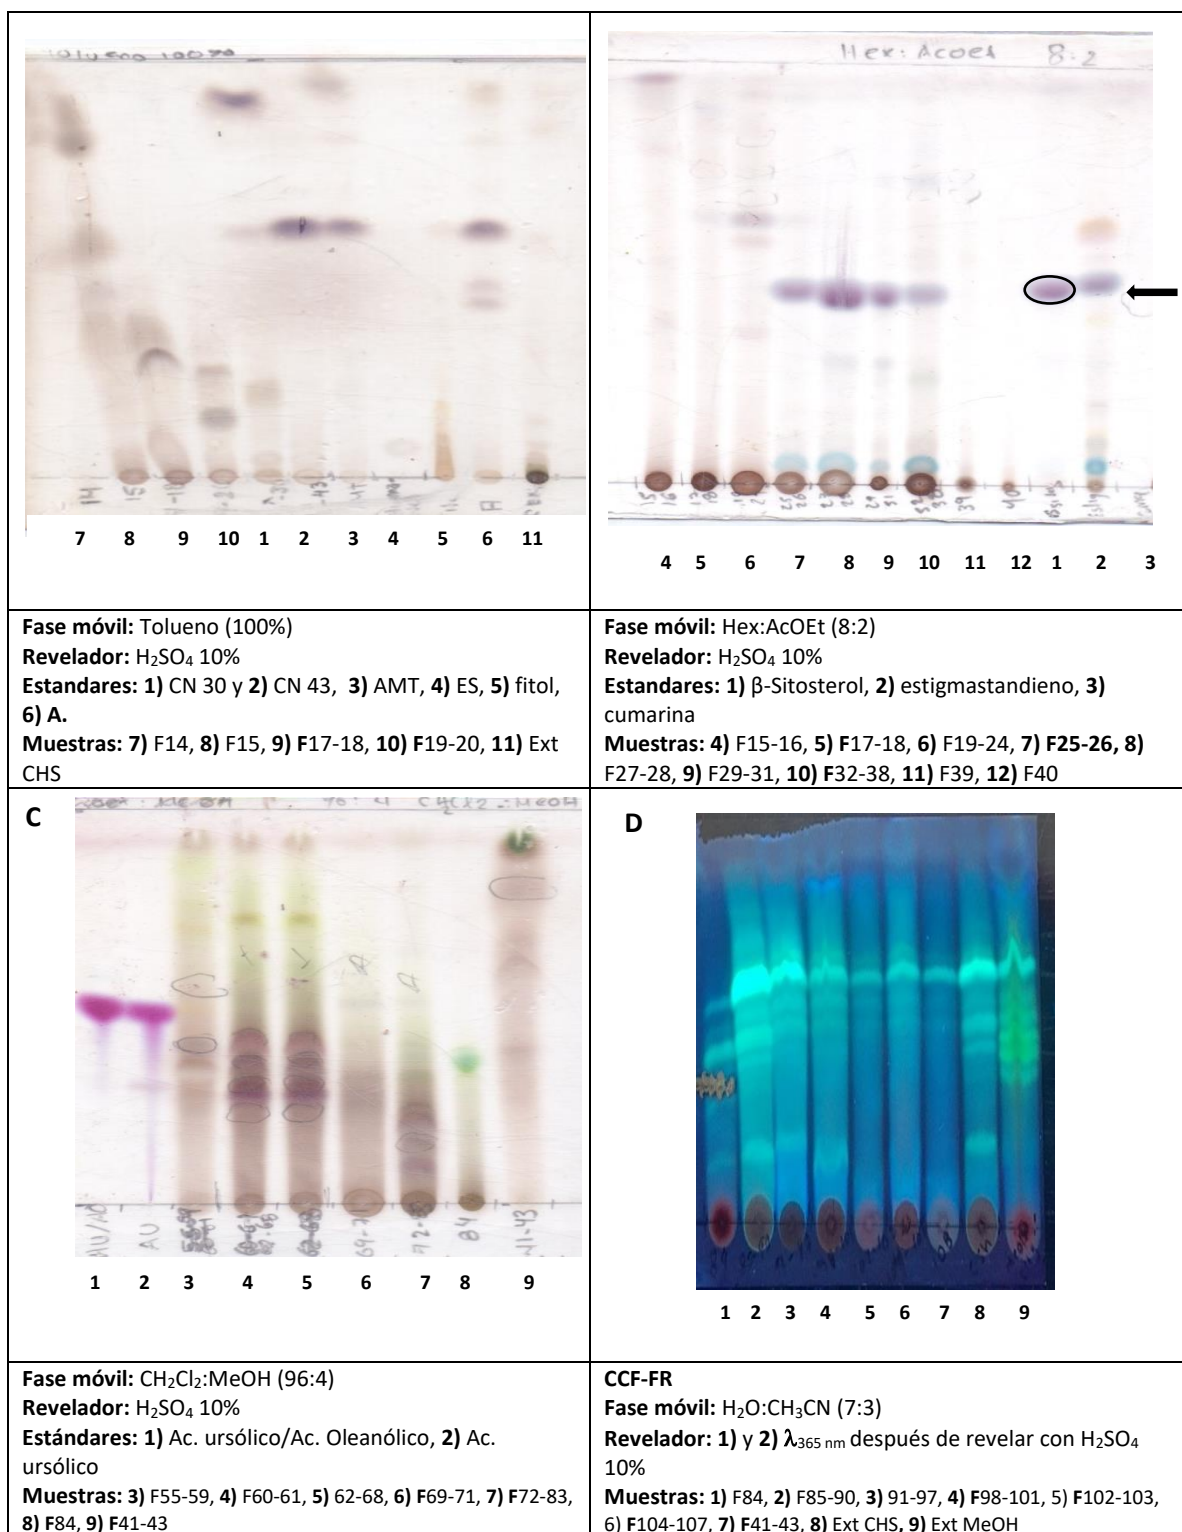 Hex: AcoEt 8:2
7 8 9 10 1 2 3 4 5 6 11
4 5 6 7 8 9 10 11 12 1 2 3
Fase móvil: Tolueno (100%)
Revelador: H₂SO₄ 10%
Estandares: 1) CN 30 y 2) CN 43, 3) AMT, 4) ES, 5) fitol,
6) A.
Muestras: 7) F14, 8) F15, 9) F17-18, 10) F19-20, 11) Ext
CHS
Fase móvil: Hex:AcOEt (8:2)
Revelador: H₂SO₄ 10%
Estandares: 1) β-Sitosterol, 2) estigmastandieno, 3)
cumarina
Muestras: 4) F15-16, 5) F17-18, 6) F19-24, 7) F25-26, 8)
F27-28, 9) F29-31, 10) F32-38, 11) F39, 12) F40
C
AU
69-71
84
1 2 3 4 5 6 7 8 9
D
1 2 3 4 5 6 7 8 9
Fase móvil: CH₂Cl₂:MeOH (96:4)
Revelador: H₂SO₄ 10%
Estándares: 1) Ac. ursólico/Ac. Oleanólico, 2) Ac.
ursólico
Muestras: 3) F55-59, 4) F60-61, 5) 62-68, 6) F69-71, 7) F72-83,
8) F84, 9) F41-43
CCF-FR
Fase móvil: H₂O:CH₃CN (7:3)
Revelador: 1) y 2) λ₃₆₅ ₙₘ después de revelar con H₂SO₄
10%
Muestras: 1) F84, 2) F85-90, 3) 91-97, 4) F98-101, 5) F102-103,
6) F104-107, 7) F41-43, 8) Ext CHS, 9) Ext MeOH